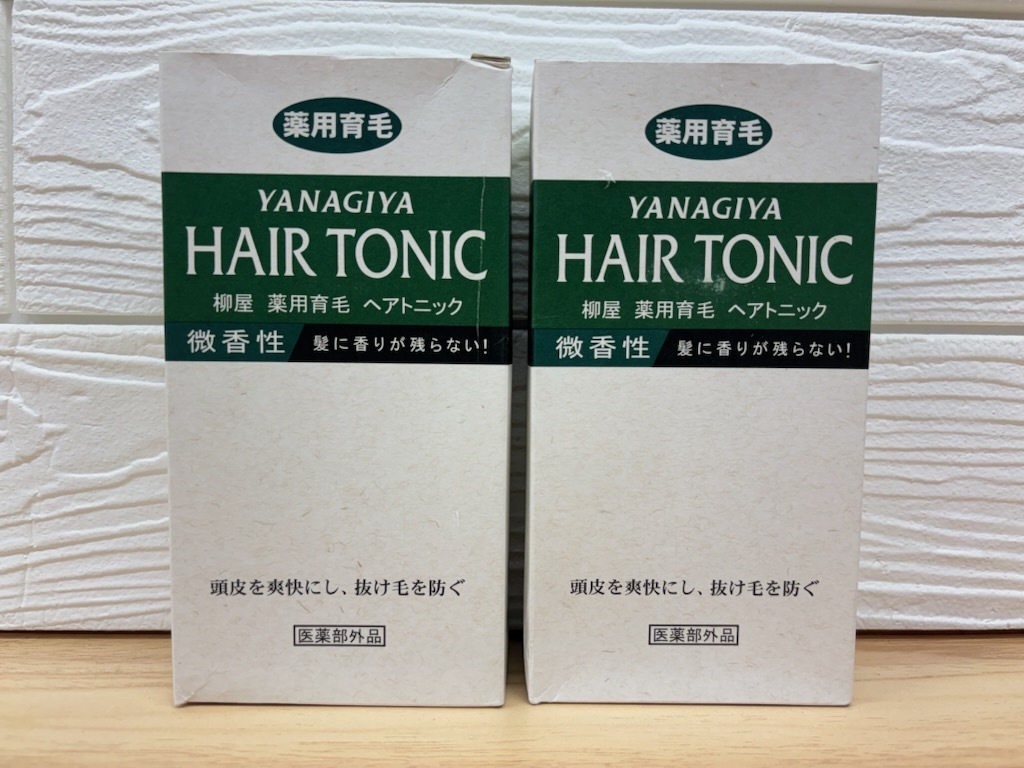 薬用育毛
YANAGIYA
HAIR TONIC
柳屋 薬用育毛 ヘアトニック
微香性 髪に香りが残らない!
頭皮を爽快にし、抜け毛を防ぐ
医薬部外品
薬用育毛
YANAGIYA
HAIR TONIC
柳屋 薬用育毛 ヘアトニック
微香性 髪に香りが残らない!
頭皮を爽快にし、抜け毛を防ぐ
医薬部外品